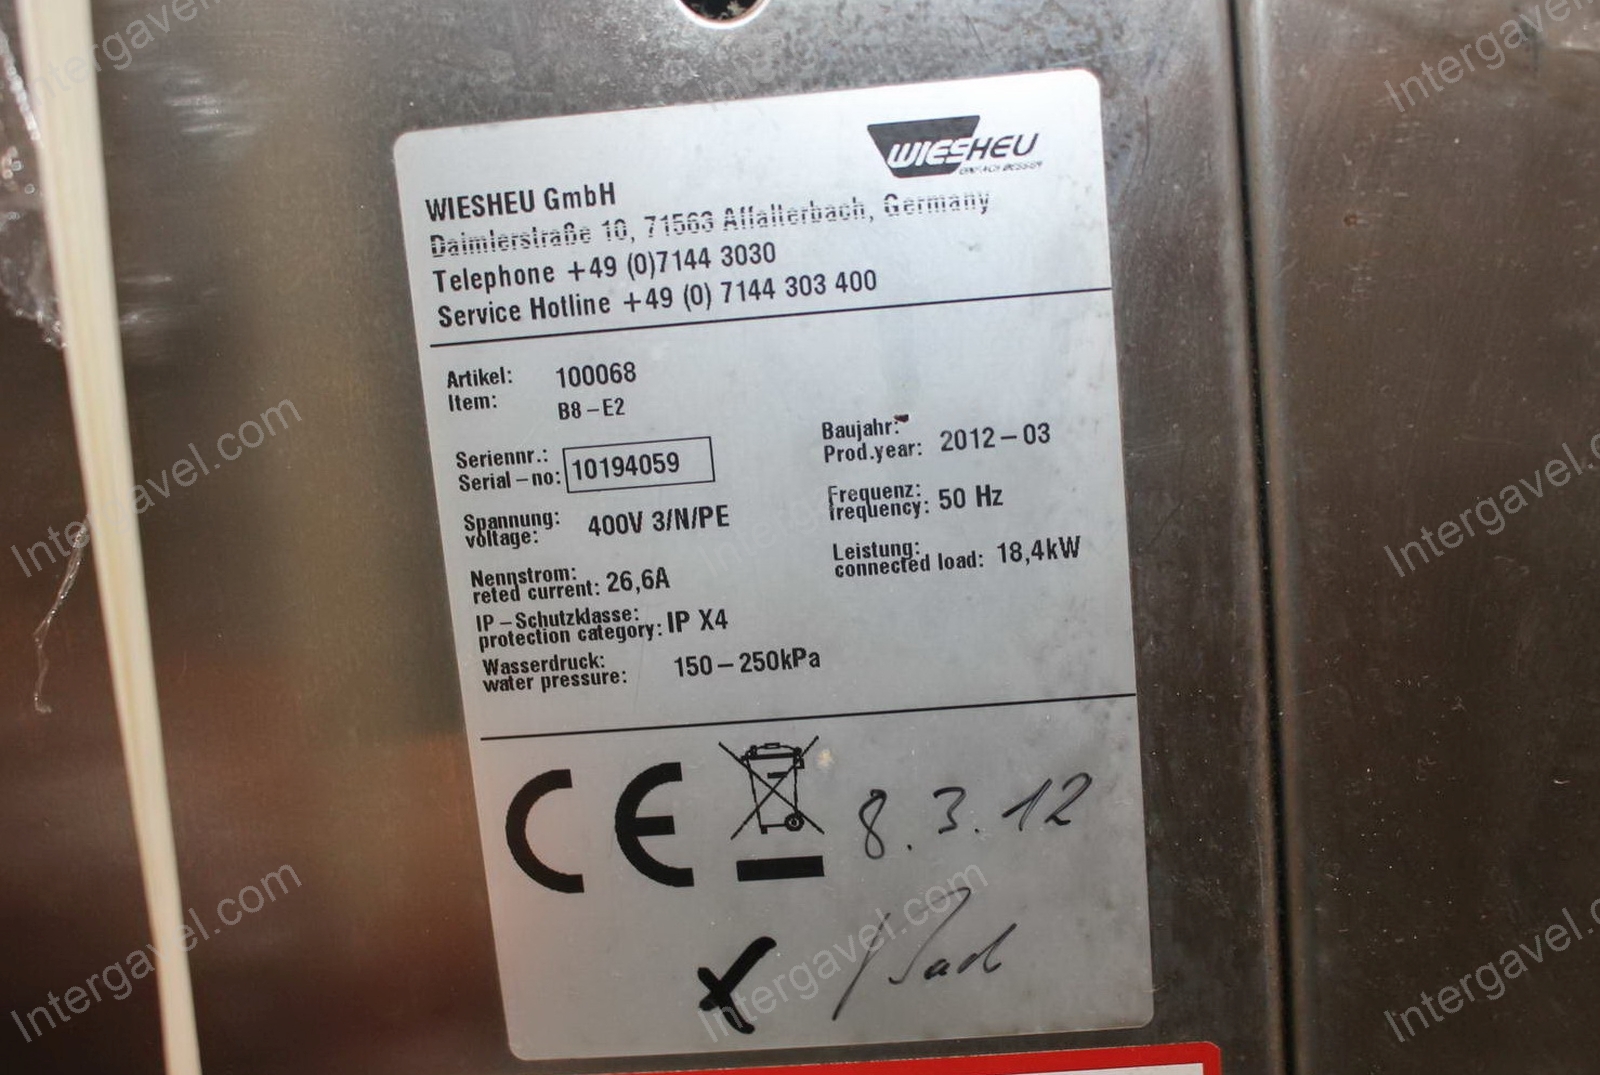 WIESHEU
EINFACH BESSER
WIESHEU GmbH
Daimlerstraße 10, 71563 Affalterbach, Germany
Telephone +49 (0)7144 3030
Service Hotline +49 (0) 7144 303 400
Artikel: 100068
Item: B8-E2
Seriennr.:
Serial-no: 10194059
Baujahr:
Prod.year: 2012-03
Spannung:
voltage: 400V 3/N/PE
Frequenz:
frequency: 50 Hz
Nennstrom:
reted current: 26,6A
Leistung:
connected load: 18,4kW
IP-Schutzklasse:
protection category: IP X4
Wasserdruck:
water pressure: 150-250kPa
CE
8.3.12
Intergavel.com
Intergavel.com
Intergavel.com
Intergavel.com
Intergavel.com
Intergavel.com